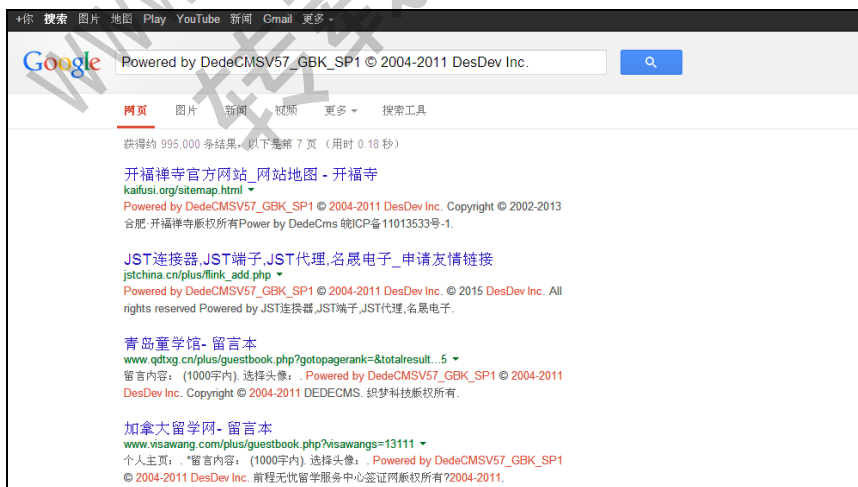 +你 搜索 图片 地图 Play YouTube 新闻 Gmail 更多
Google
Powered by DedeCMSV57_GBK_SP1 © 2004-2011 DesDev Inc.
网页 图片 新闻 视频 更多 搜索工具
获得约 995,000 条结果，以下是第 7 页 （用时 0.18 秒）
开福禅寺官方网站_网站地图 - 开福寺
kaifusi.org/sitemap.html
Powered by DedeCMSV57_GBK_SP1 © 2004-2011 DesDev Inc. Copyright © 2002-2013
合肥·开福禅寺版权所有Power by DedeCms 皖ICP备11013533号-1.
JST连接器,JST端子,JST代理,名晟电子_申请友情链接
jstchina.cn/plus/flink_add.php
Powered by DedeCMSV57_GBK_SP1 © 2004-2011 DesDev Inc. © 2015 DesDev Inc. All
rights reserved Powered by JST连接器,JST端子,JST代理,名晟电子.
青岛童学馆- 留言本
www.qdtxg.cn/plus/guestbook.php?gotopagerank=&totalresult...5
留言内容： (1000字内). 选择头像：. Powered by DedeCMSV57_GBK_SP1 © 2004-2011
DesDev Inc. Copyright © 2004-2011 DEDECMS. 织梦科技版权所有.
加拿大留学网- 留言本
www.visawang.com/plus/guestbook.php?visawangs=13111
个人主页：. *留言内容： (1000字内). 选择头像：. Powered by DedeCMSV57_GBK_SP1
© 2004-2011 DesDev Inc. 前程无忧留学服务中心签证网版权所有?2004-2011.